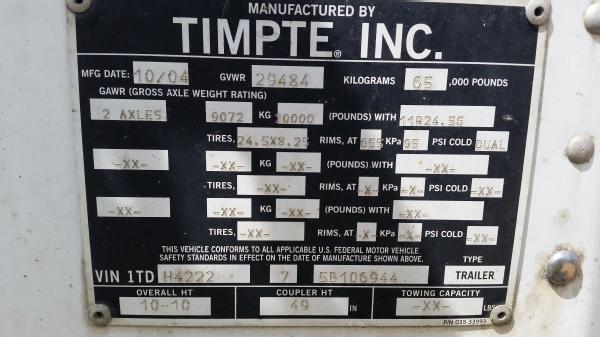 MANUFACTURED BY
TIMPTE® INC.
MFG DATE: 10/04 GVWR 29484 KILOGRAMS 65 ,000 POUNDS
GAWR (GROSS AXLE WEIGHT RATING)
2 AXLES 9072 KG 20000 (POUNDS) WITH 11R24.5G
TIRES, 24.5X8.25 RIMS, AT 655 KPa 95 PSI COLD DUAL
-XX- -XX- KG -XX- (POUNDS) WITH -XX-
TIRES, -XX- RIMS, AT -X- KPa -X- PSI COLD -XX-
-XX- -XX- KG -XX- (POUNDS) WITH -XX-
TIRES, -XX- RIMS, AT -X- KPa -X- PSI COLD -XX-
THIS VEHICLE CONFORMS TO ALL APPLICABLE U.S. FEDERAL MOTOR VEHICLE
SAFETY STANDARDS IN EFFECT ON THE DATE OF MANUFACTURE SHOWN ABOVE. TYPE
VIN 1TD H4222 7 5B106944 TRAILER
OVERALL HT COUPLER HT TOWING CAPACITY
10-10 49 IN -XX- LBS
P/N 035-33993